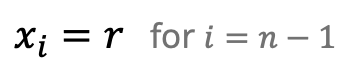 xᵢ = r for i = n − 1